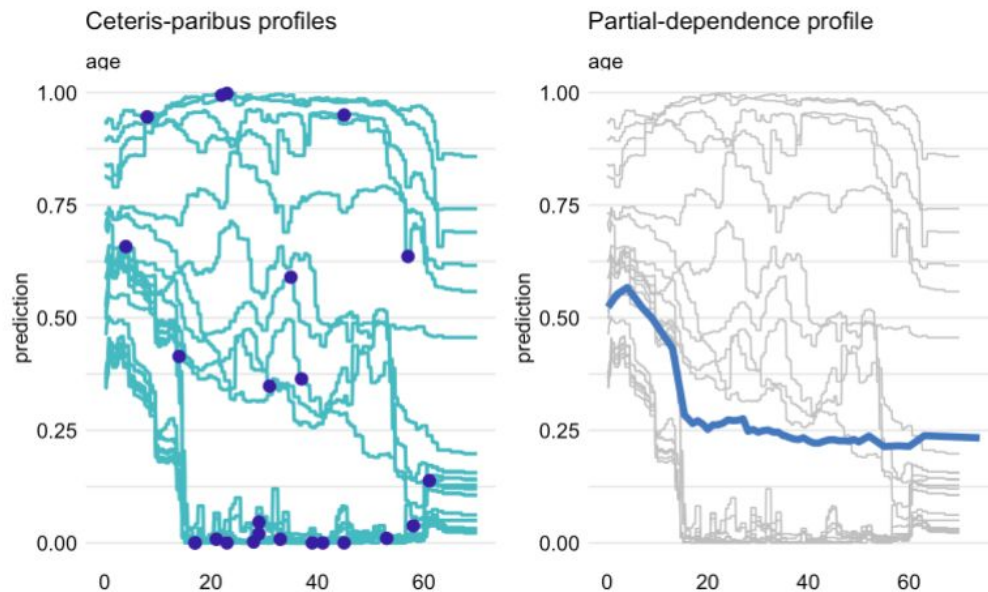 Ceteris-paribus profiles
age
prediction
1.00
0.75
0.50
0.25
0.00
0 20 40 60
Partial-dependence profile
age
prediction
1.00
0.75
0.50
0.25
0.00
0 20 40 60